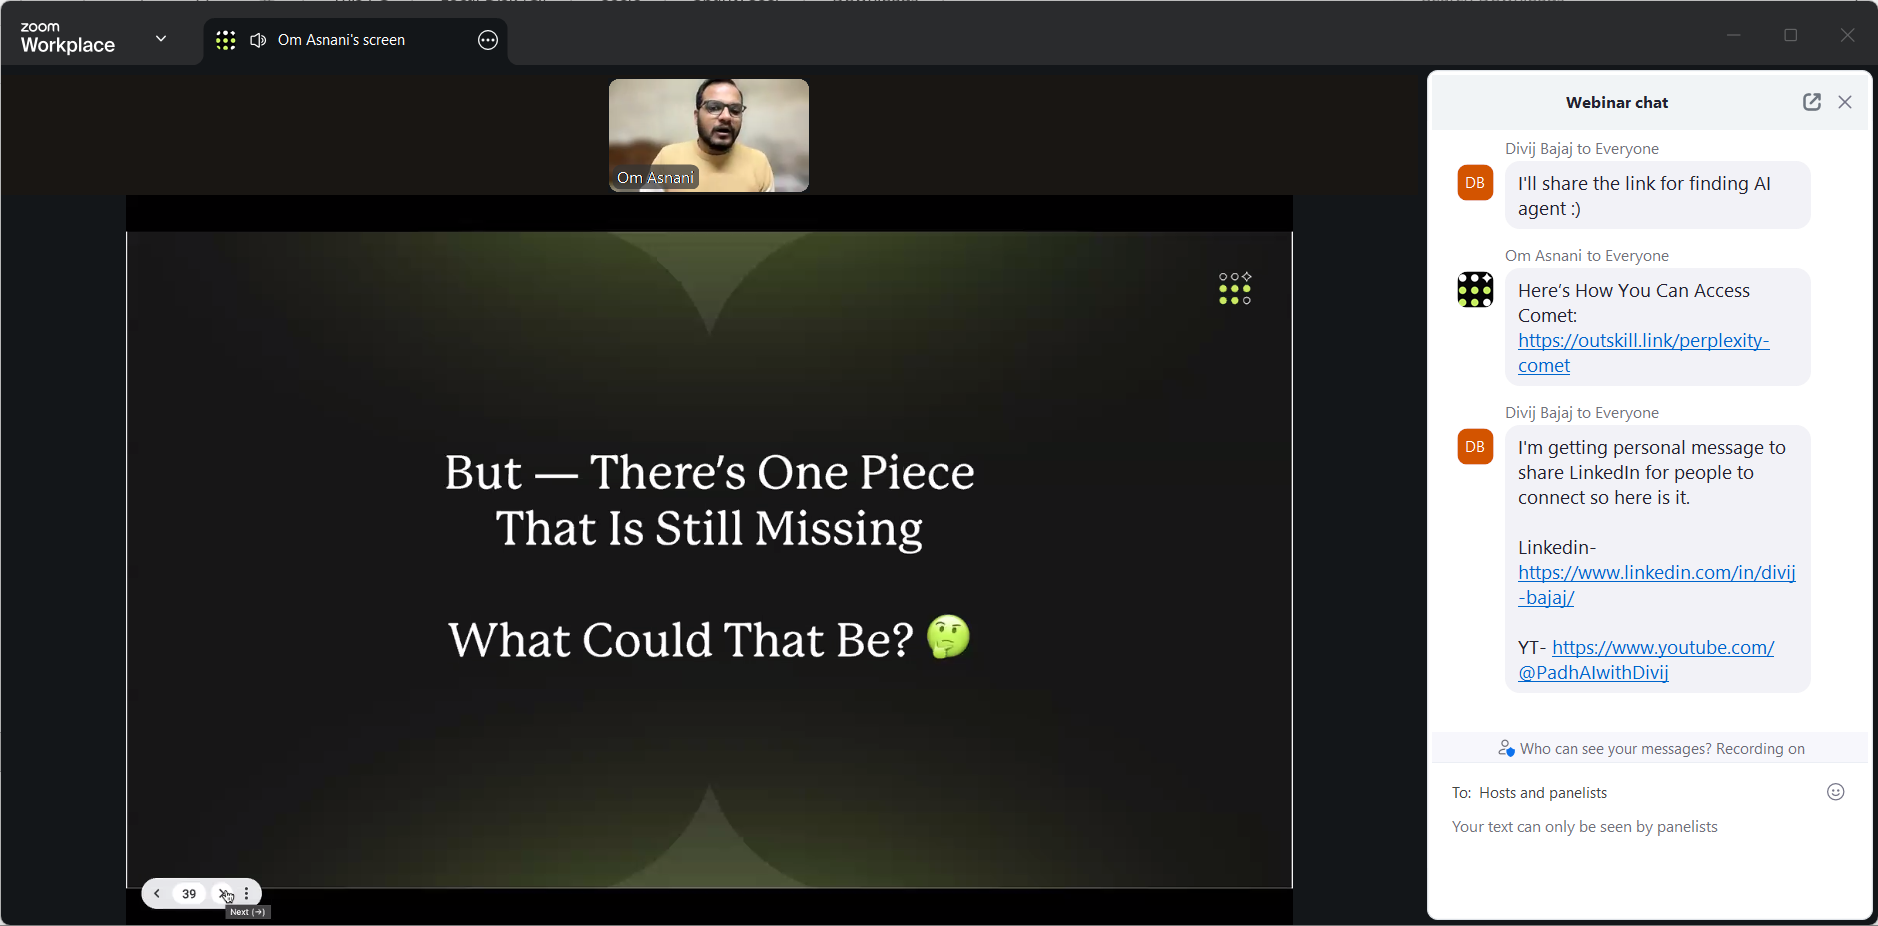 zoom
Workplace
Om Asnani's screen
Om Asnani
But — There's One Piece
That Is Still Missing
What Could That Be? 🤔
39
Next (→)
Webinar chat
Divij Bajaj to Everyone
DB
I'll share the link for finding AI
agent :)
Om Asnani to Everyone
Here's How You Can Access
Comet:
https://outskill.link/perplexity-
comet
Divij Bajaj to Everyone
DB
I'm getting personal message to
share LinkedIn for people to
connect so here is it.
Linkedin-
https://www.linkedin.com/in/divij
-bajaj/
YT- https://www.youtube.com/
@PadhAIwithDivij
Who can see your messages? Recording on
To: Hosts and panelists
Your text can only be seen by panelists